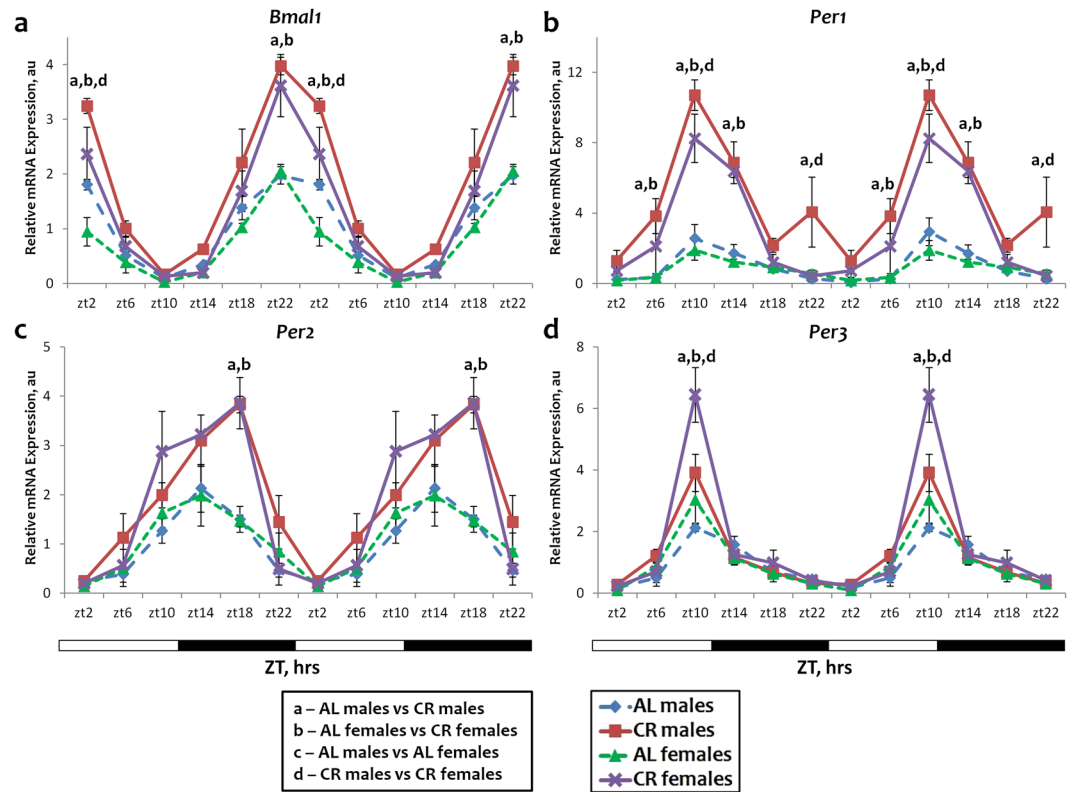 a
Bmal1
Relative mRNA Expression, au
4
3
2
1
0
a,b,d
a,b
a,b,d
a,b
zt2 zt6 zt10 zt14 zt18 zt22 zt2 zt6 zt10 zt14 zt18 zt22
b
Per1
Relative mRNA Expression, au
12
8
4
0
a,b
a,b,d
a,b
a,d
a,b
a,b,d
a,b
a,d
zt2 zt6 zt10 zt14 zt18 zt22 zt2 zt6 zt10 zt14 zt18 zt22
c
Per2
Relative mRNA Expression, au
5
4
3
2
1
0
a,b
a,b
zt2 zt6 zt10 zt14 zt18 zt22 zt2 zt6 zt10 zt14 zt18 zt22
ZT, hrs
d
Per3
Relative mRNA Expression, au
8
6
4
2
0
a,b,d
a,b,d
zt2 zt6 zt10 zt14 zt18 zt22 zt2 zt6 zt10 zt14 zt18 zt22
ZT, hrs
a – AL males vs CR males
b – AL females vs CR females
c – AL males vs AL females
d – CR males vs CR females
AL males
CR males
AL females
CR females